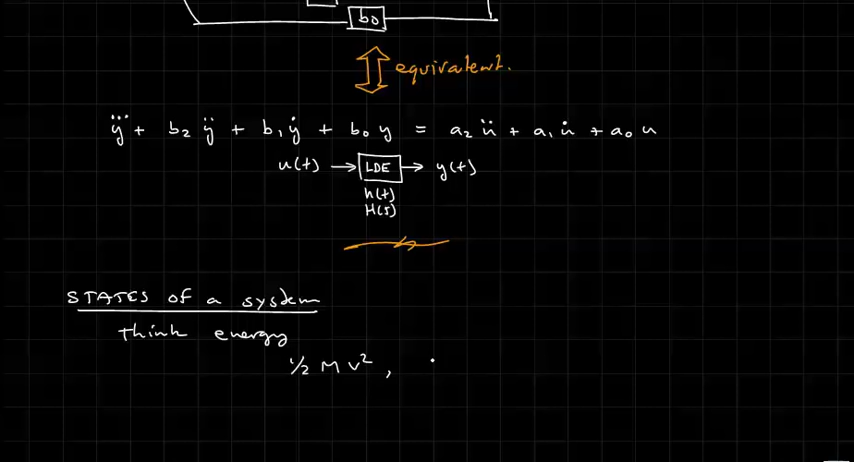 b0
equivalent.
y⃛ + b2 ÿ + b1 ẏ + b0 y = a2 ü + a1 u̇ + a0 u
u(t) → LDE → y(t)
h(t)
H(s)
STATES of a system
think energy
1/2 M v²,